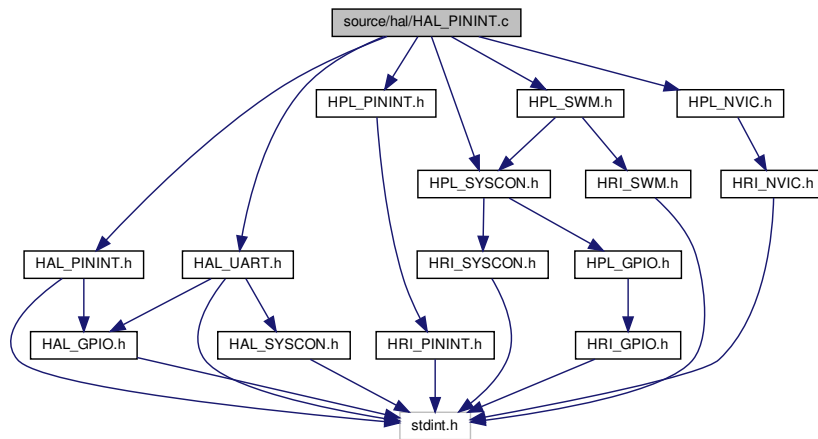 source/hal/HAL_PININT.c
HPL_PININT.h
HPL_SWM.h
HPL_NVIC.h
HPL_SYSCON.h
HRI_SWM.h
HRI_NVIC.h
HAL_PININT.h
HAL_UART.h
HRI_SYSCON.h
HPL_GPIO.h
HAL_GPIO.h
HAL_SYSCON.h
HRI_PININT.h
HRI_GPIO.h
stdint.h